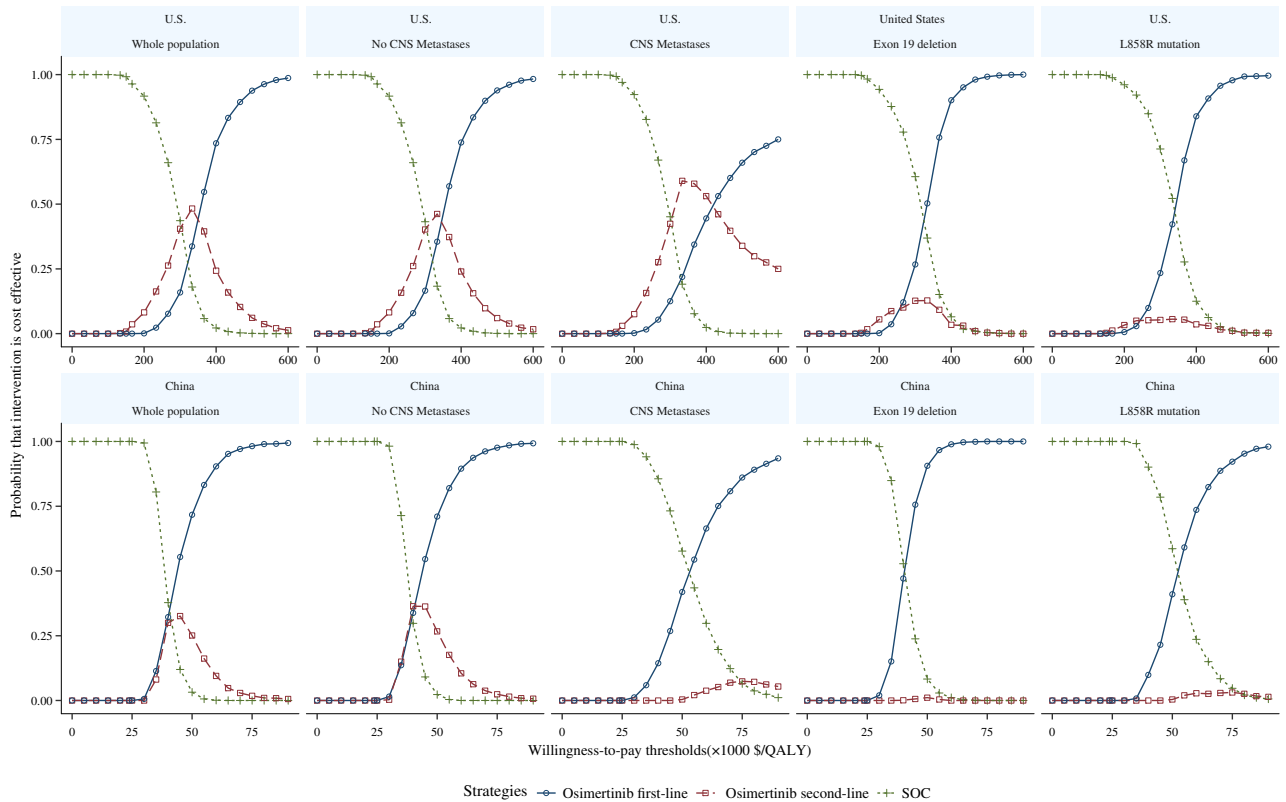 U.S. U.S. U.S. United States U.S.
Whole population No CNS Metastases CNS Metastases Exon 19 deletion L858R mutation
1.00
0.75
0.50
0.25
0.00
0 200 400 600 0 200 400 600 0 200 400 600 0 200 400 600 0 200 400 600
China China China China China
Whole population No CNS Metastases CNS Metastases Exon 19 deletion L858R mutation
1.00
0.75
0.50
0.25
0.00
0 25 50 75 0 25 50 75 0 25 50 75 0 25 50 75 0 25 50 75
Probability that intervention is cost effective
Willingness-to-pay thresholds(×1000 $/QALY)
Strategies Osimertinib first-line Osimertinib second-line SOC